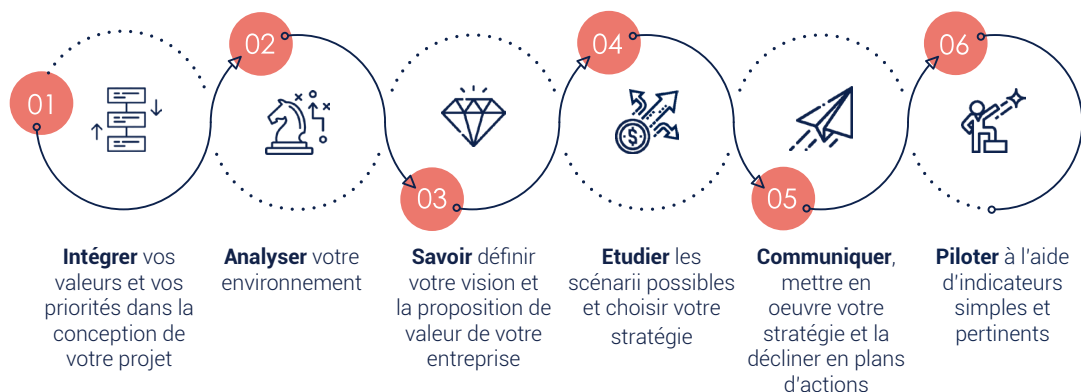 01
Intégrer vos
valeurs et vos
priorités dans la
conception de
votre projet
02
Analyser votre
environnement
03
Savoir définir
votre vision et
la proposition de
valeur de votre
entreprise
04
Etudier les
scénarii possibles
et choisir votre
stratégie
05
Communiquer,
mettre en
oeuvre votre
stratégie et la
décliner en plans
d'actions
06
Piloter à l'aide
d'indicateurs
simples et
pertinents
$